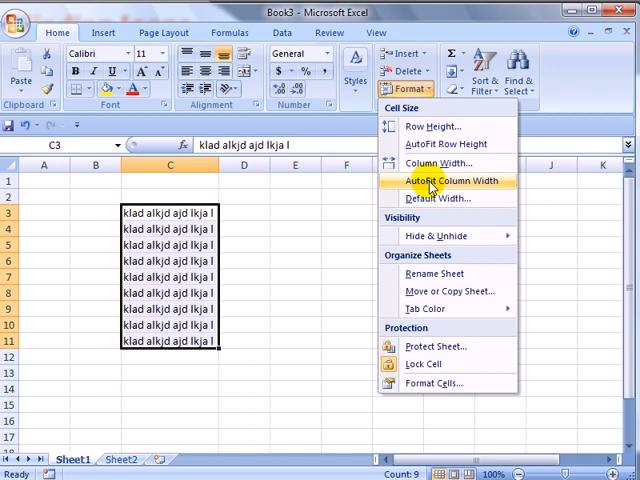 Book3 - Microsoft Excel
Home Insert Page Layout Formulas Data Review View
Paste
Clipboard
Calibri 11
B I U
A A A
Font
Alignment
General
$ % ,
Number
Styles
Insert
Delete
Format
Σ
Sort & Filter
Find & Select
Cell Size
Row Height...
AutoFit Row Height
Column Width...
AutoFit Column Width
Default Width...
Visibility
Hide & Unhide
Organize Sheets
Rename Sheet
Move or Copy Sheet...
Tab Color
Protection
Protect Sheet...
Lock Cell
Format Cells...
C3 fx klad alkjd ajd lkja l
A B C D E F J K
1
2
3 klad alkjd ajd lkja l
4 klad alkjd ajd lkja l
5 klad alkjd ajd lkja l
6 klad alkjd ajd lkja l
7 klad alkjd ajd lkja l
8 klad alkjd ajd lkja l
9 klad alkjd ajd lkja l
10 klad alkjd ajd lkja l
11 klad alkjd ajd lkja l
12
13
14
15
16
17
Sheet1 Sheet2
Ready Count: 9 100%